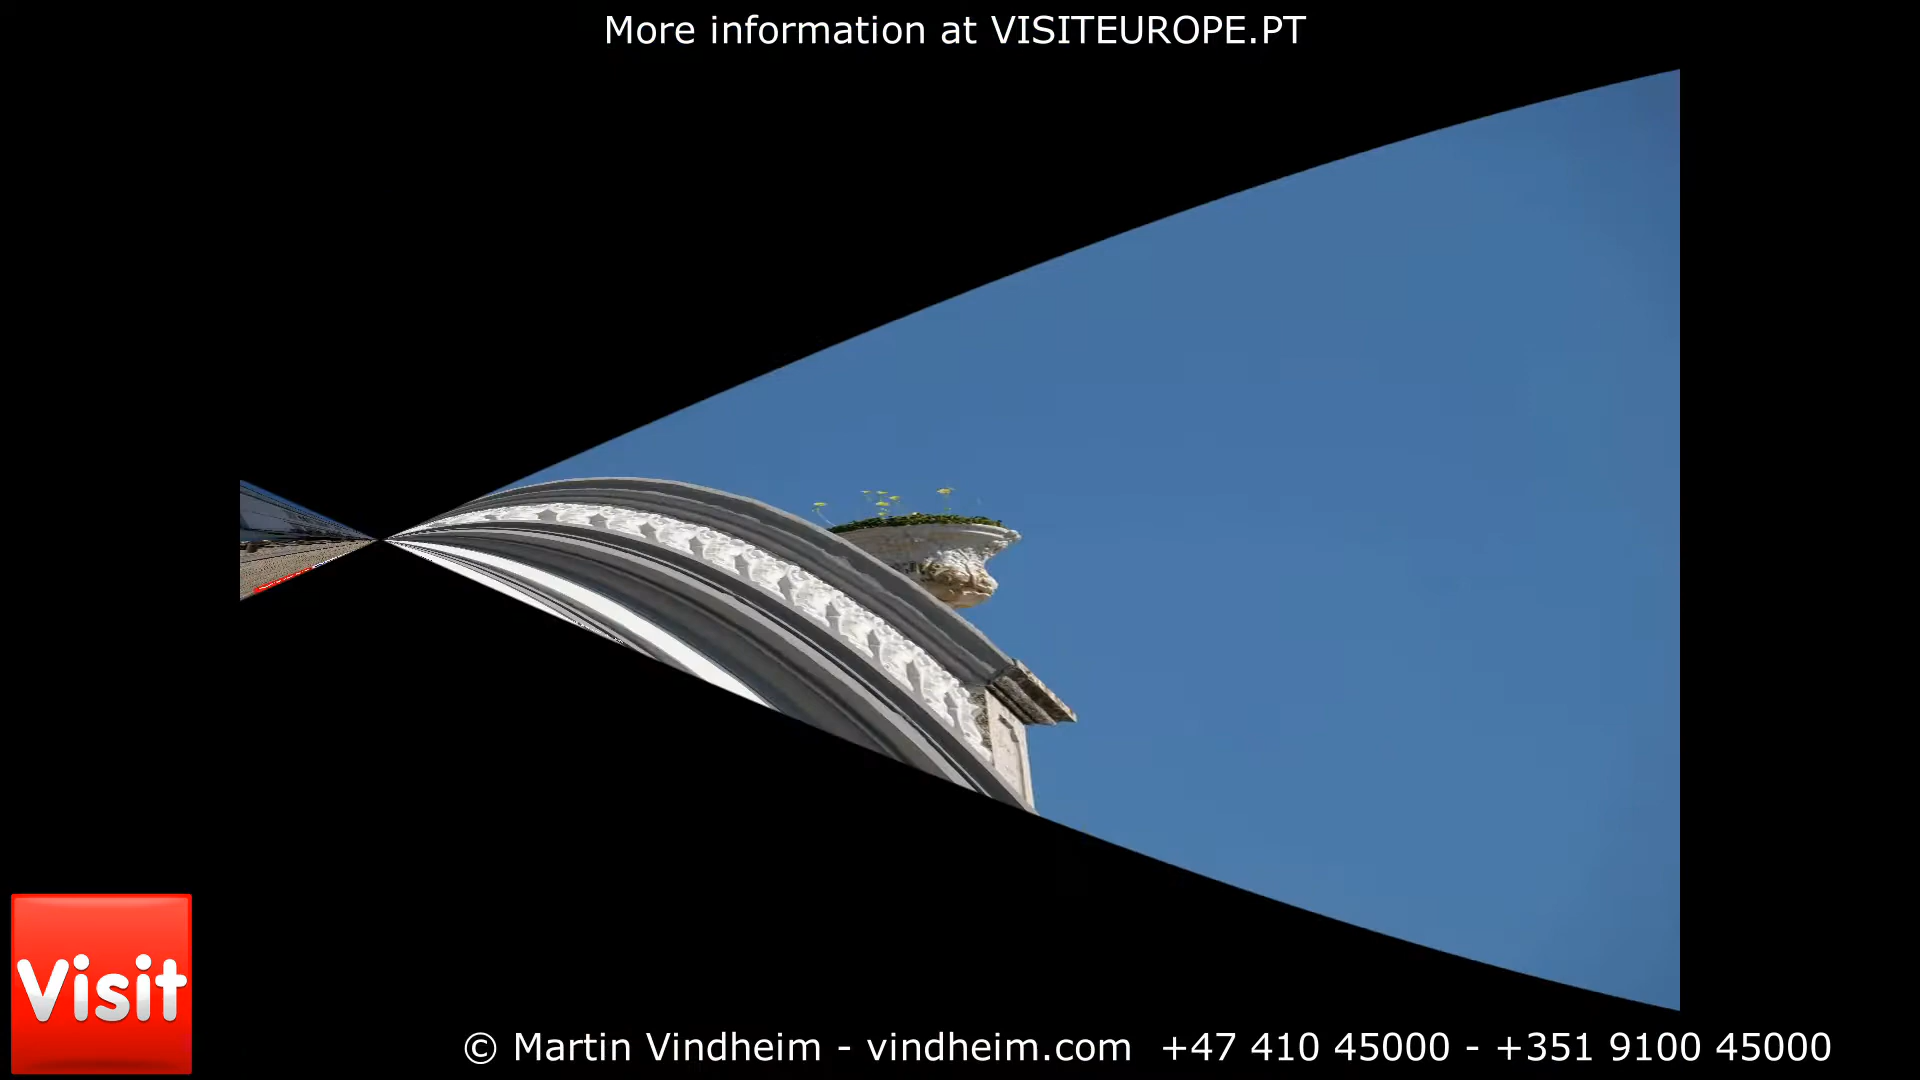 More information at VISITEUROPE.PT
Visit
© Martin Vindheim - vindheim.com +47 410 45000 - +351 9100 45000